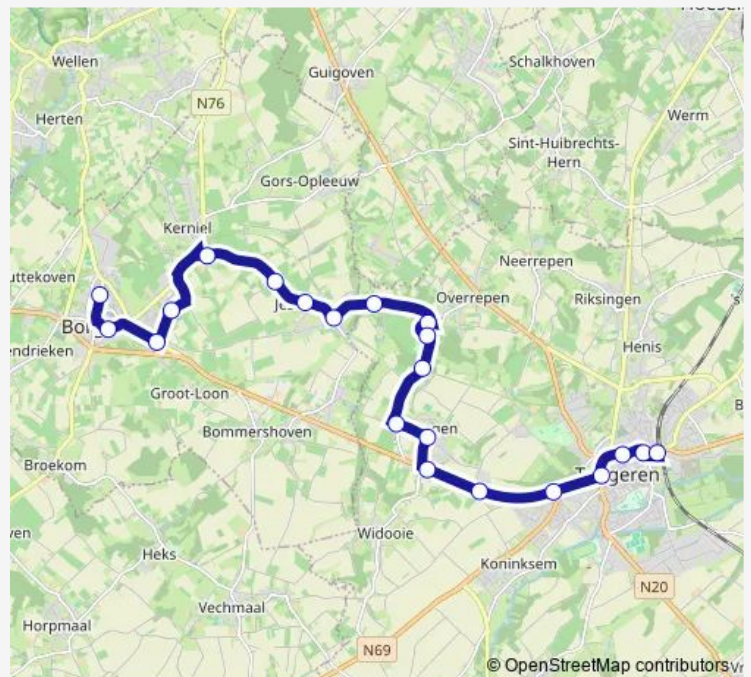 Wellen
Guigoven
Schalkhoven
N76
Herten
Werm
Sint-Huibrechts-
Hern
Gors-Opleeuw
Kerniel
Neerrepen
uttekoven
Overrepen
Riksingen
Henis
endrieken
Groot-Loon
Bommershoven
Broekom
Widooie
Heks
Koninksem
Vechmaal
N20
Horpmaal
N69
© OpenStreetMap contributors